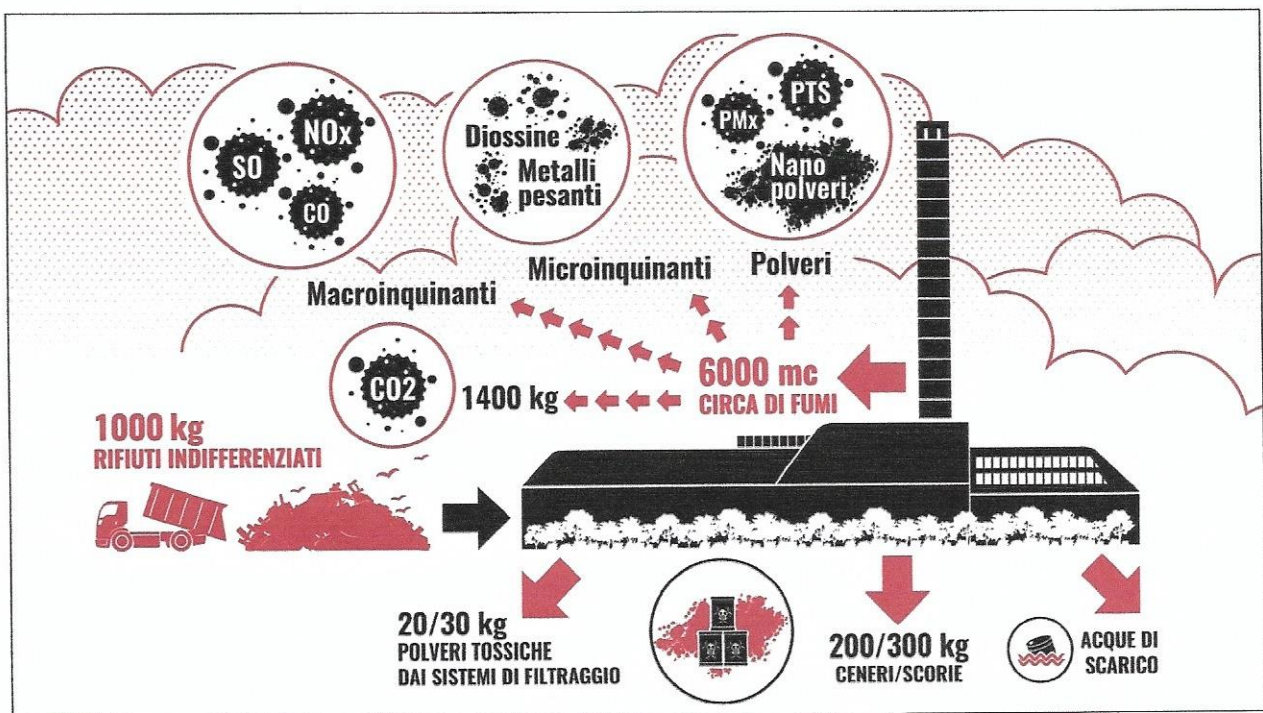 SO
NOx
CO
Diossine
Metalli
pesanti
PMx
PTS
Nano
polveri
Macroinquinanti
Microinquinanti
Polveri
CO2
1400 kg
6000 mc
CIRCA DI FUMI
1000 kg
RIFIUTI INDIFFERENZIATI
20/30 kg
POLVERI TOSSICHE
DAI SISTEMI DI FILTRAGGIO
200/300 kg
CENERI/SCORIE
ACQUE DI
SCARICO